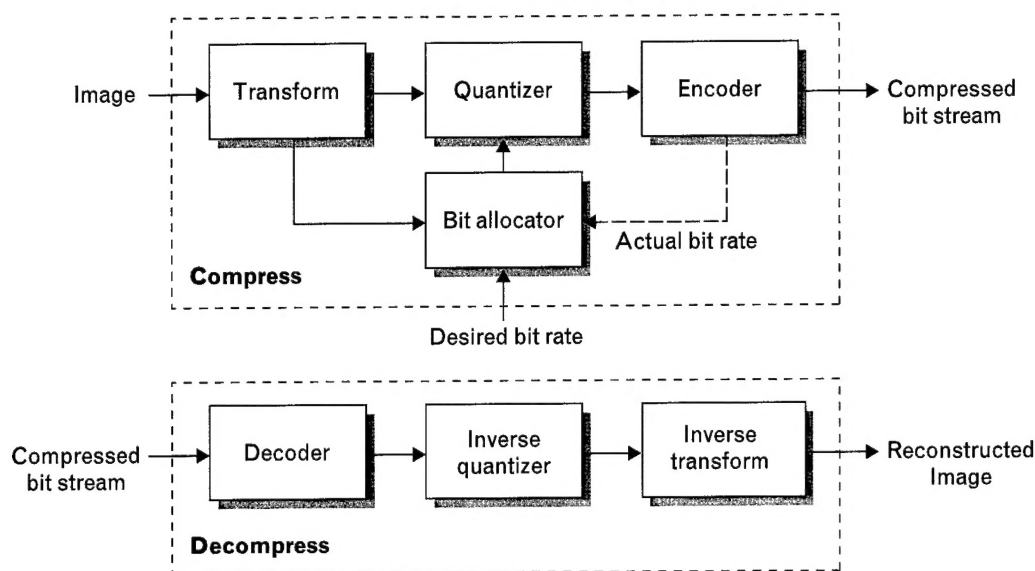 Image
Transform
Quantizer
Encoder
Compressed
bit stream
Bit allocator
Actual bit rate
Compress
Desired bit rate
Compressed
bit stream
Decoder
Inverse
quantizer
Inverse
transform
Reconstructed
Image
Decompress